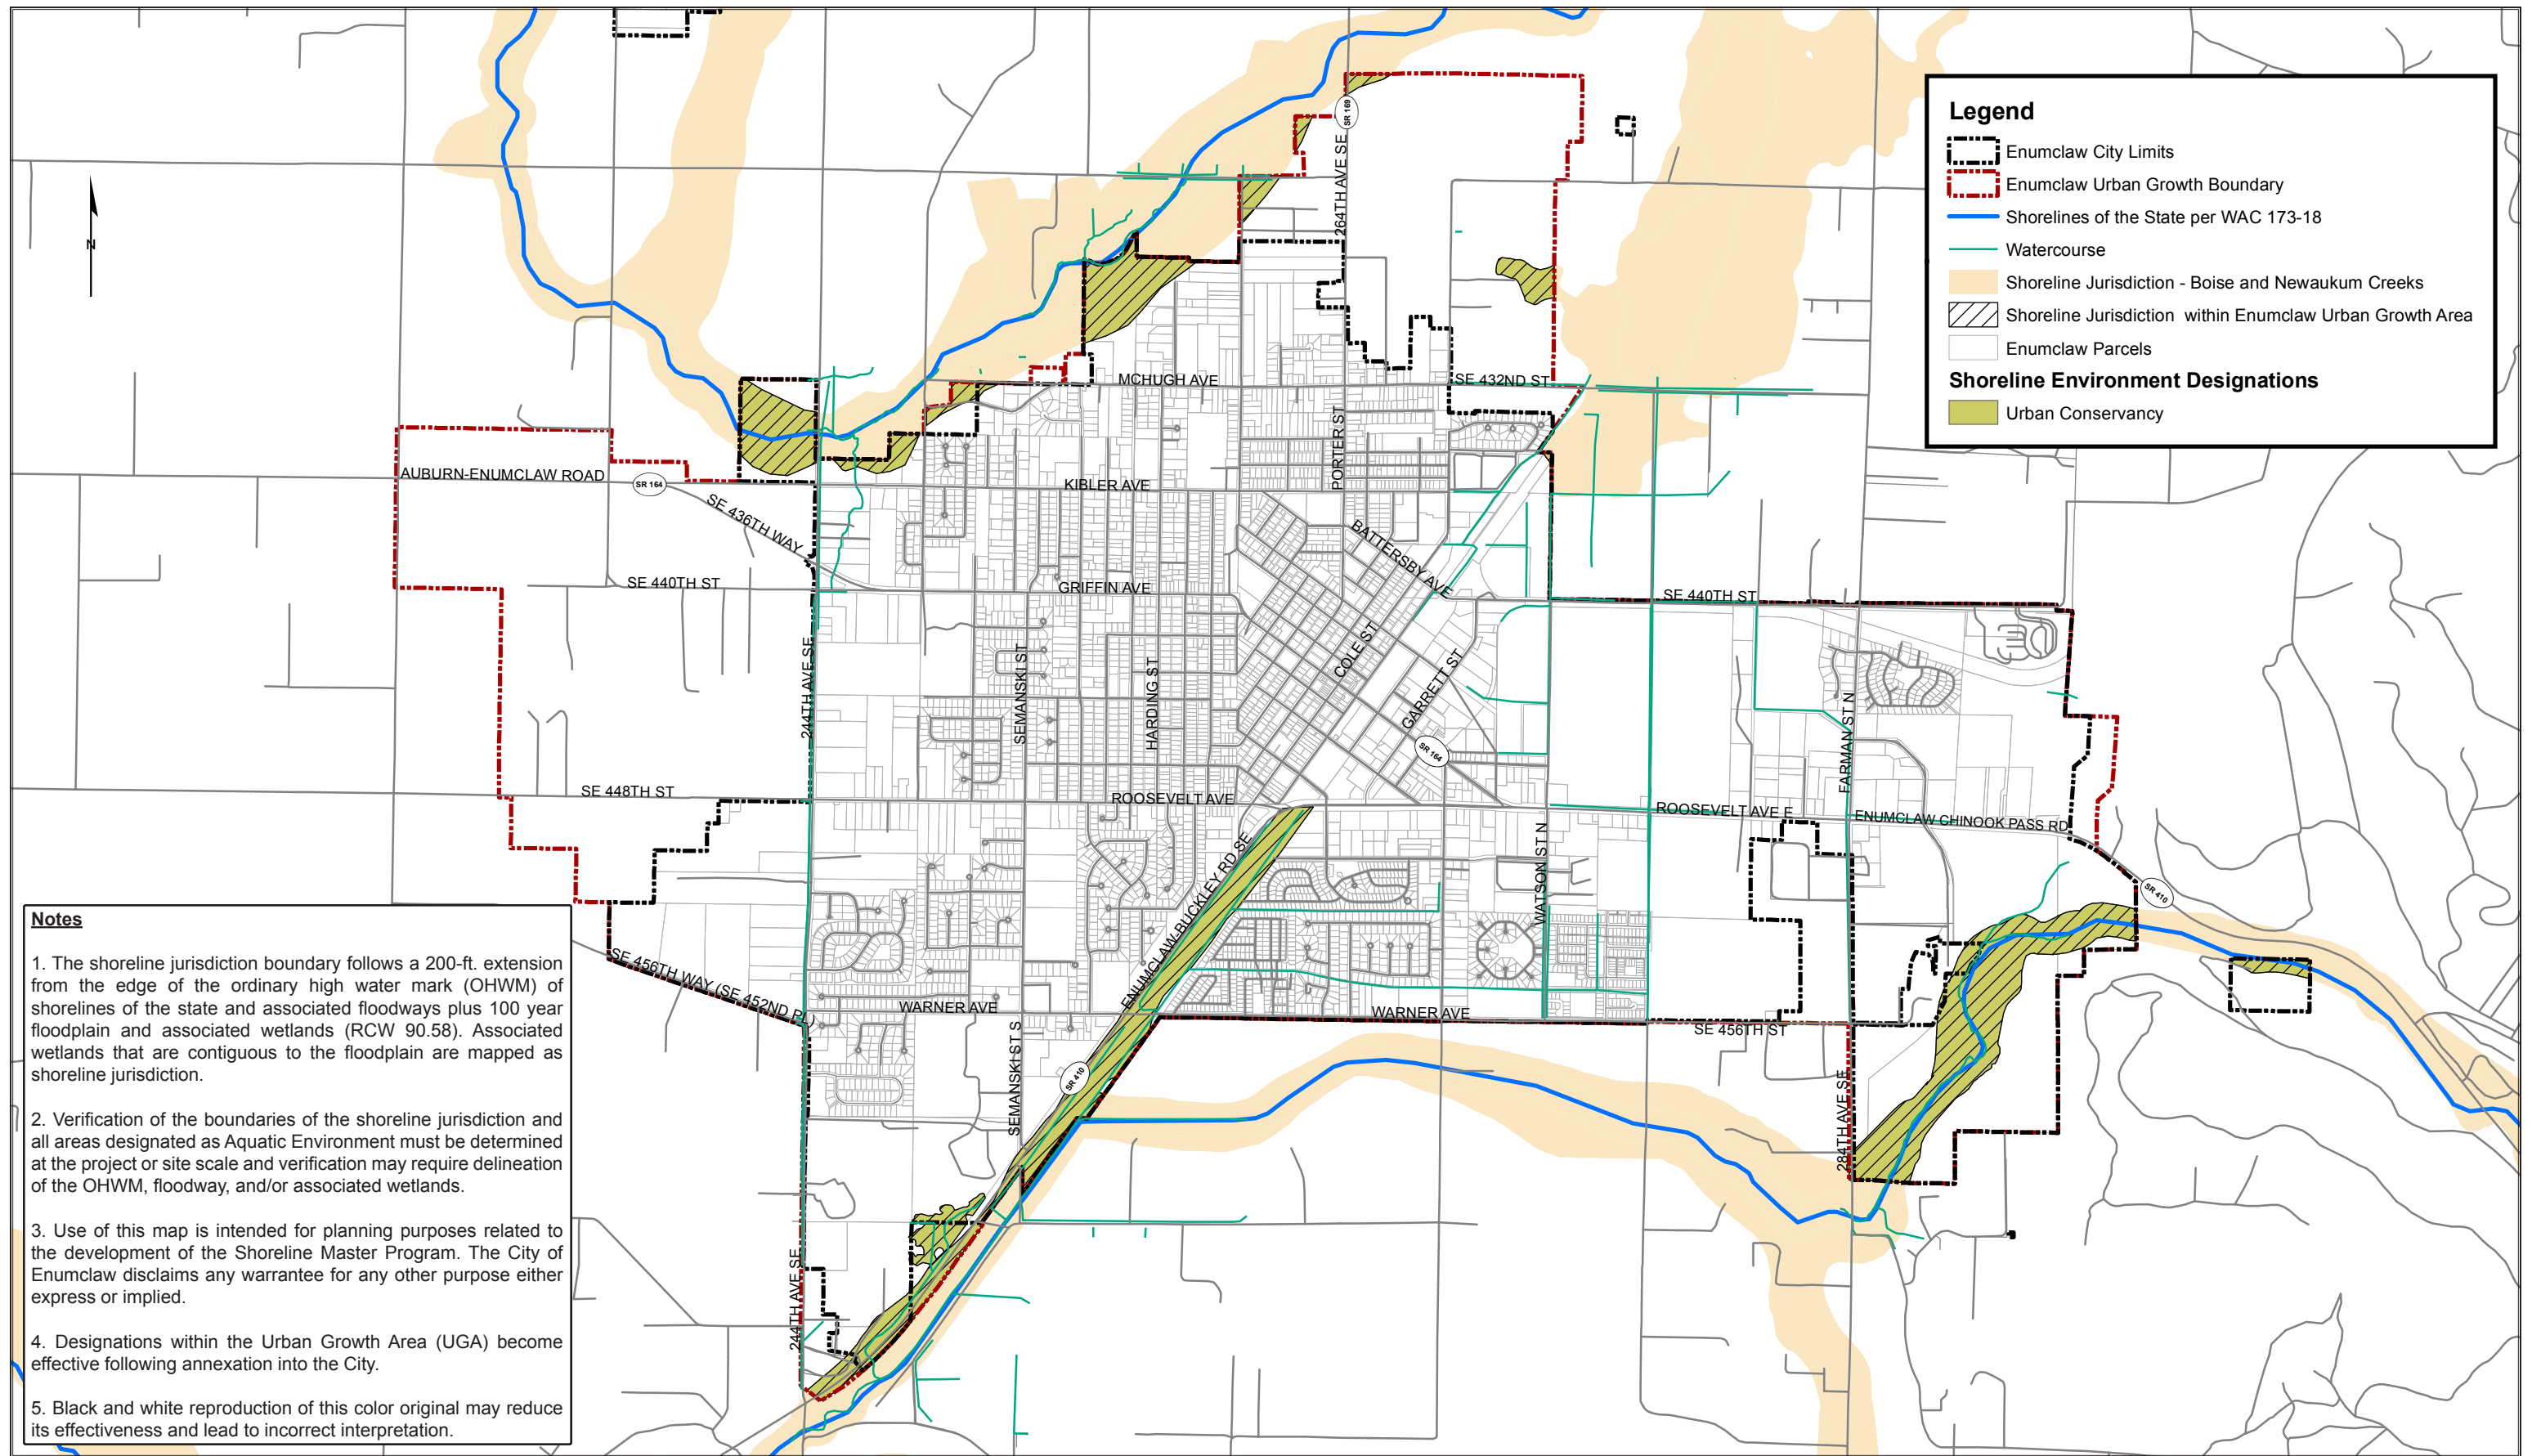 Legend
Enumclaw City Limits
Enumclaw Urban Growth Boundary
Shorelines of the State per WAC 173-18
Watercourse
Shoreline Jurisdiction - Boise and Newaukum Creeks
Shoreline Jurisdiction within Enumclaw Urban Growth Area
Enumclaw Parcels
Shoreline Environment Designations
Urban Conservancy
N
SR 169
264TH AVE SE
MCHUGH AVE
SE 432ND ST
PORTER ST
AUBURN-ENUMCLAW ROAD
SR 164
KIBLER AVE
SE 436TH WAY
BATTERSBY AVE
SE 440TH ST
GRIFFIN AVE
SE 440TH ST
COLE ST
244TH AVE SE
SEMANSKI ST
HARDING ST
GARRETT ST
SR 164
FARMAN ST N
SE 448TH ST
ROOSEVELT AVE
ROOSEVELT AVE E
ENUMCLAW CHINOOK PASS RD
ENUMCLAW-BUCKLEY RD SE
WATSON ST N
SR 410
SE 456TH WAY (SE 452ND PL)
WARNER AVE
WARNER AVE
SE 456TH ST
SEMANSKI ST S
SR 410
284TH AVE SE
244TH AVE SE
Notes
1. The shoreline jurisdiction boundary follows a 200-ft. extension
from the edge of the ordinary high water mark (OHWM) of
shorelines of the state and associated floodways plus 100 year
floodplain and associated wetlands (RCW 90.58). Associated
wetlands that are contiguous to the floodplain are mapped as
shoreline jurisdiction.
2. Verification of the boundaries of the shoreline jurisdiction and
all areas designated as Aquatic Environment must be determined
at the project or site scale and verification may require delineation
of the OHWM, floodway, and/or associated wetlands.
3. Use of this map is intended for planning purposes related to
the development of the Shoreline Master Program. The City of
Enumclaw disclaims any warrantee for any other purpose either
express or implied.
4. Designations within the Urban Growth Area (UGA) become
effective following annexation into the City.
5. Black and white reproduction of this color original may reduce
its effectiveness and lead to incorrect interpretation.